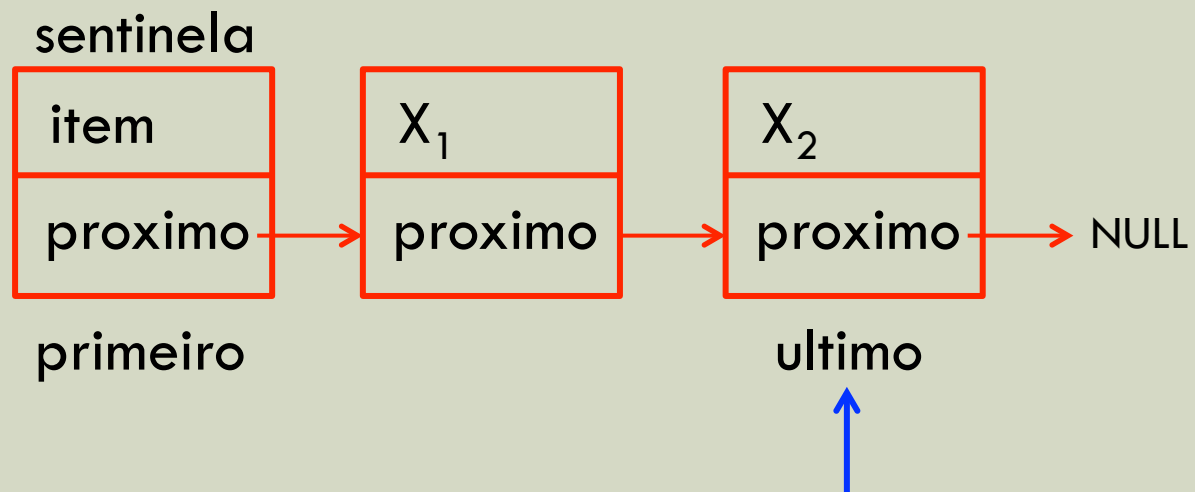 sentinela
item X₁ X₂
proximo proximo proximo NULL
primeiro ultimo